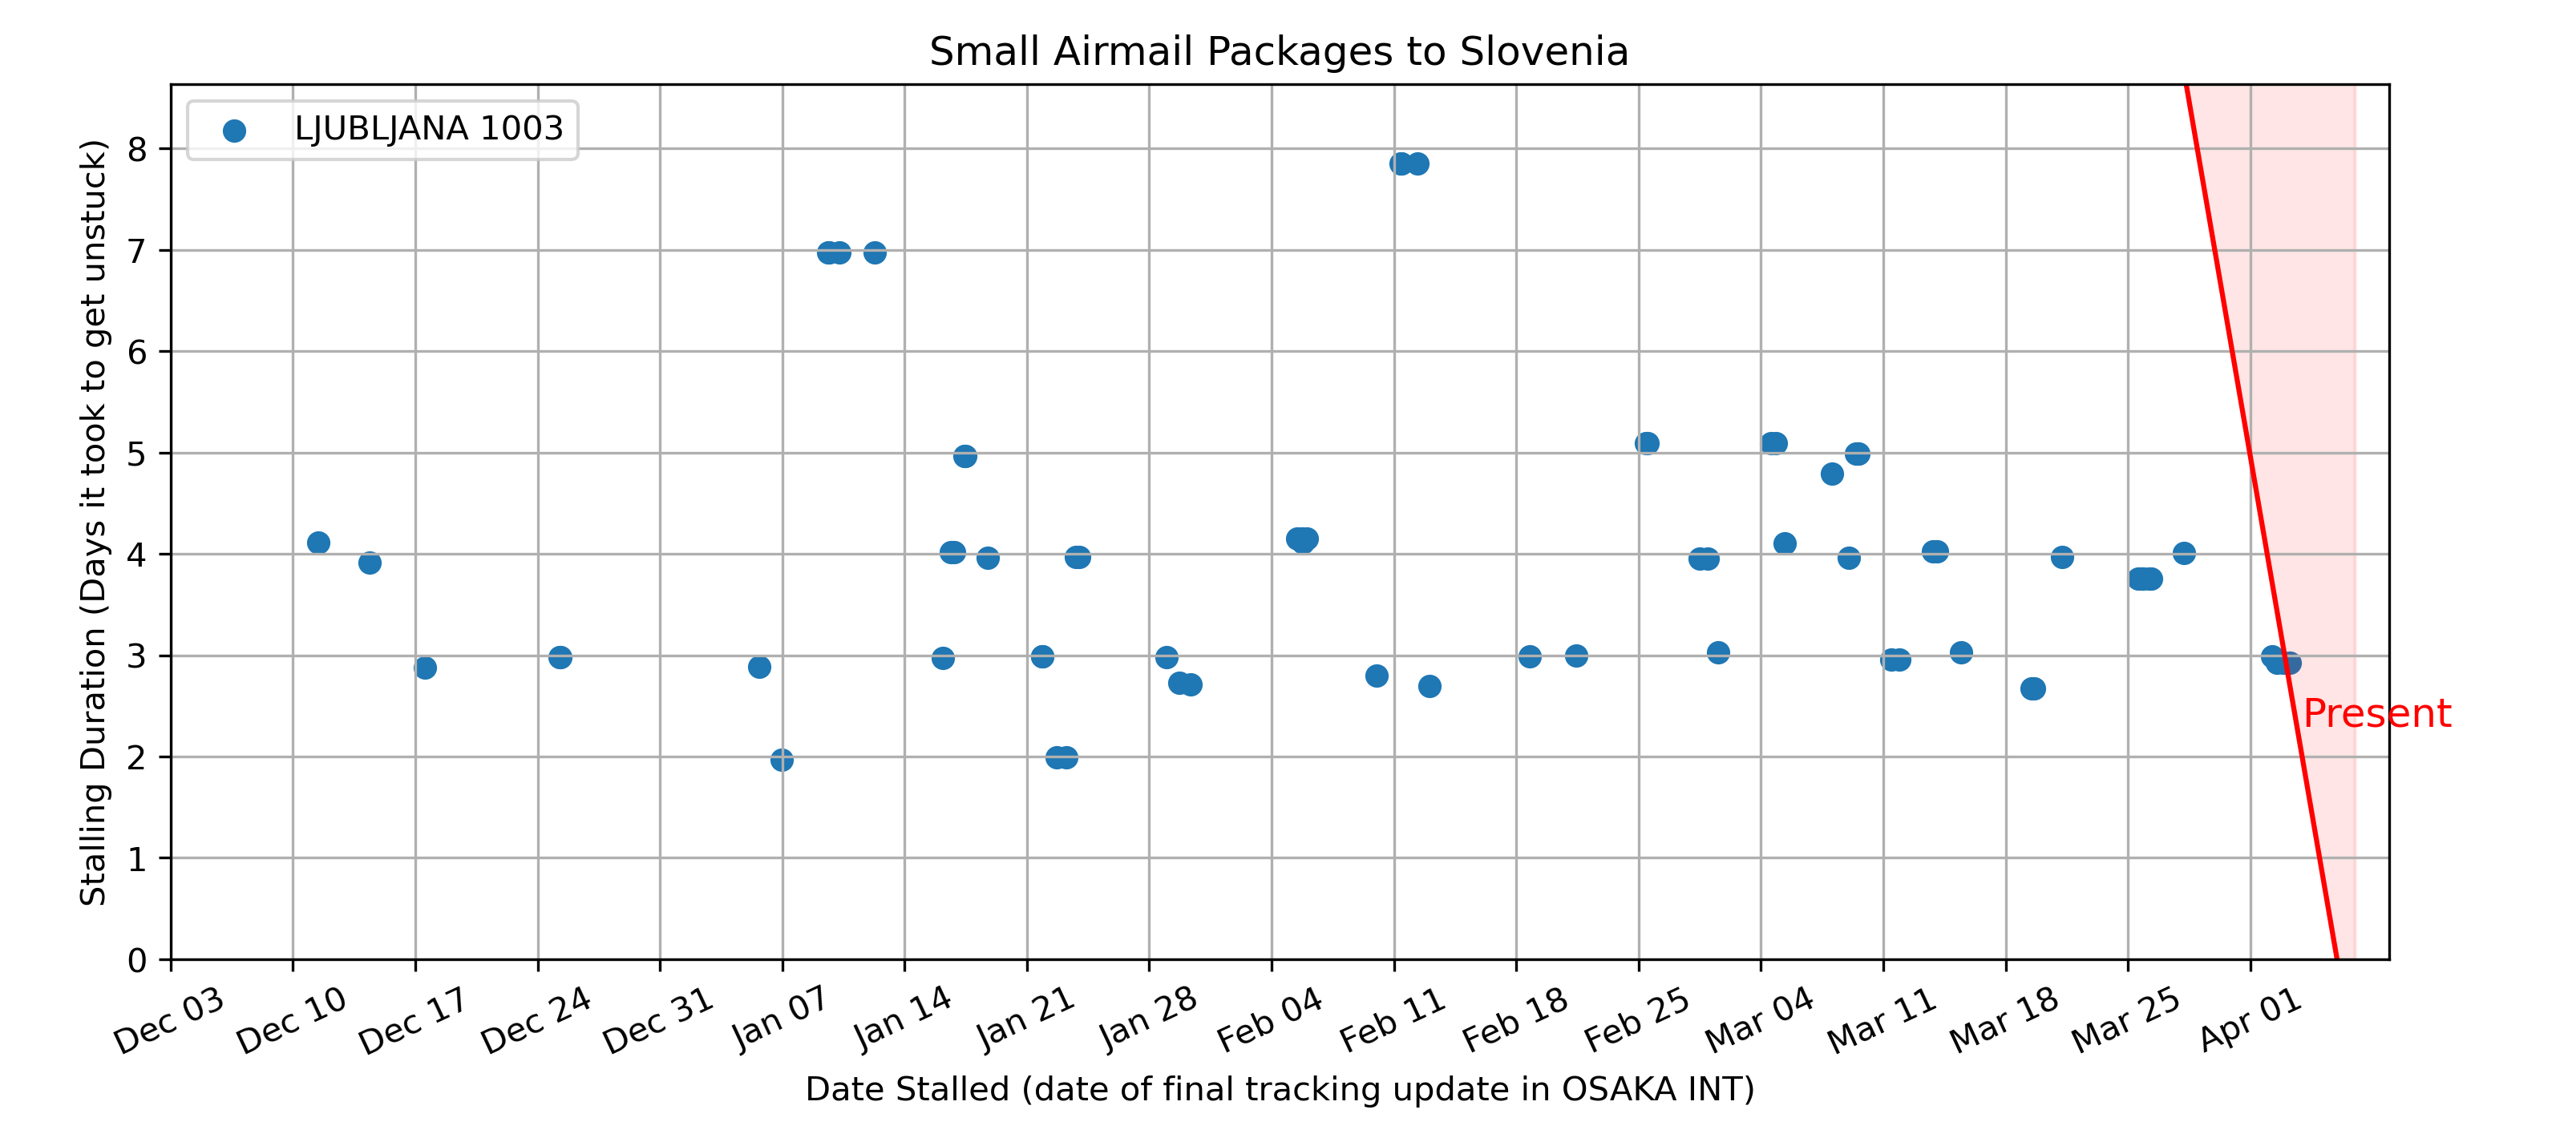 Small Airmail Packages to Slovenia
LJUBLJANA 1003
Stalling Duration (Days it took to get unstuck)
8
7
6
5
4
3
2
1
0
Present
Dec 03
Dec 10
Dec 17
Dec 24
Dec 31
Jan 07
Jan 14
Jan 21
Jan 28
Feb 04
Feb 11
Feb 18
Feb 25
Mar 04
Mar 11
Mar 18
Mar 25
Apr 01
Date Stalled (date of final tracking update in OSAKA INT)